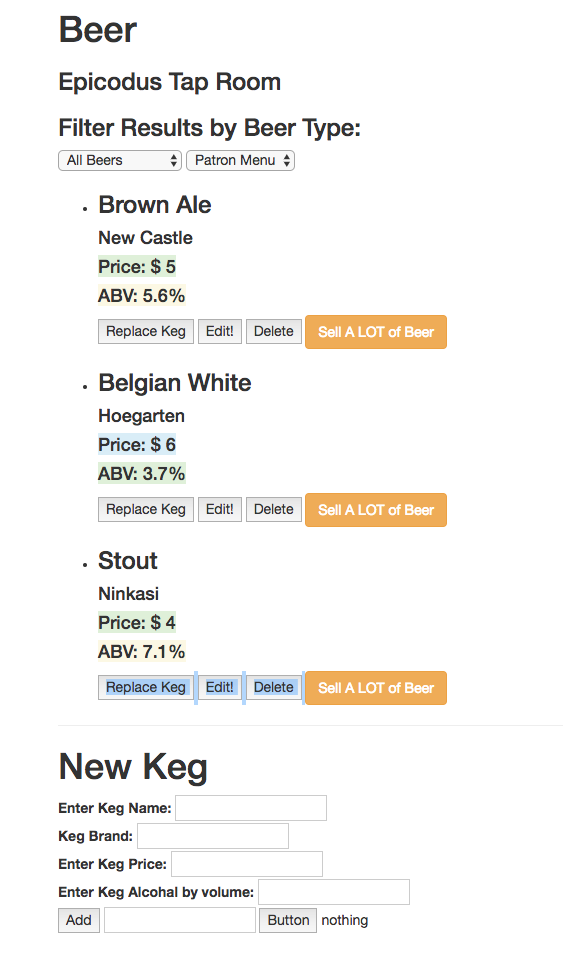 Beer
Epicodus Tap Room
Filter Results by Beer Type:
All Beers Patron Menu
Brown Ale
New Castle
Price: $ 5
ABV: 5.6%
Replace Keg Edit! Delete Sell A LOT of Beer
Belgian White
Hoegarten
Price: $ 6
ABV: 3.7%
Replace Keg Edit! Delete Sell A LOT of Beer
Stout
Ninkasi
Price: $ 4
ABV: 7.1%
Replace Keg Edit! Delete Sell A LOT of Beer
New Keg
Enter Keg Name:
Keg Brand:
Enter Keg Price:
Enter Keg Alcohal by volume:
Add Button nothing